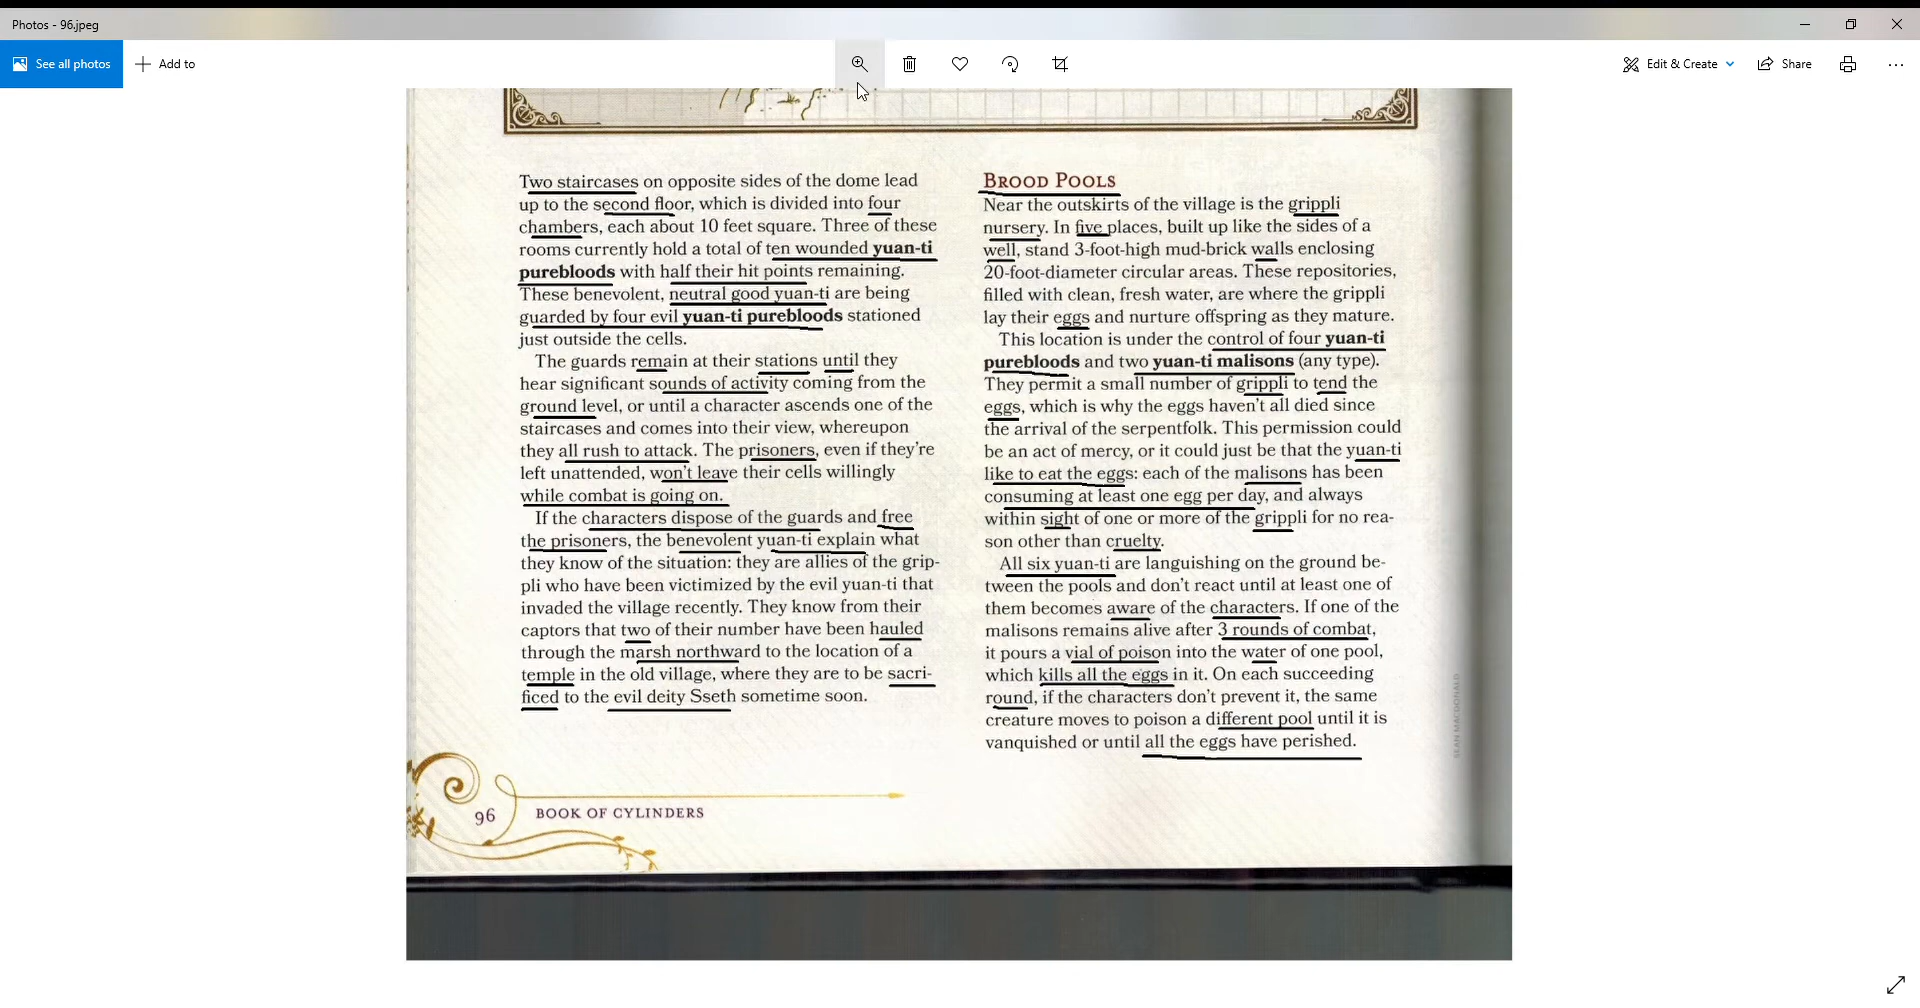 Photos - 96.jpeg
See all photos
Add to
Edit & Create
Share
Two staircases on opposite sides of the dome lead
up to the second floor, which is divided into four
chambers, each about 10 feet square. Three of these
rooms currently hold a total of ten wounded yuan-ti
purebloods with half their hit points remaining.
These benevolent, neutral good yuan-ti are being
guarded by four evil yuan-ti purebloods stationed
just outside the cells.
The guards remain at their stations until they
hear significant sounds of activity coming from the
ground level, or until a character ascends one of the
staircases and comes into their view, whereupon
they all rush to attack. The prisoners, even if they're
left unattended, won't leave their cells willingly
while combat is going on.
If the characters dispose of the guards and free
the prisoners, the benevolent yuan-ti explain what
they know of the situation: they are allies of the grip-
pli who have been victimized by the evil yuan-ti that
invaded the village recently. They know from their
captors that two of their number have been hauled
through the marsh northward to the location of a
temple in the old village, where they are to be sacri-
ficed to the evil deity Sseth sometime soon.
BROOD POOLS
Near the outskirts of the village is the grippli
nursery. In five places, built up like the sides of a
well, stand 3-foot-high mud-brick walls enclosing
20-foot-diameter circular areas. These repositories,
filled with clean, fresh water, are where the grippli
lay their eggs and nurture offspring as they mature.
This location is under the control of four yuan-ti
purebloods and two yuan-ti malisons (any type).
They permit a small number of grippli to tend the
eggs, which is why the eggs haven't all died since
the arrival of the serpentfolk. This permission could
be an act of mercy, or it could just be that the yuan-ti
like to eat the eggs: each of the malisons has been
consuming at least one egg per day, and always
within sight of one or more of the grippli for no rea-
son other than cruelty.
All six yuan-ti are languishing on the ground be-
tween the pools and don't react until at least one of
them becomes aware of the characters. If one of the
malisons remains alive after 3 rounds of combat,
it pours a vial of poison into the water of one pool,
which kills all the eggs in it. On each succeeding
round, if the characters don't prevent it, the same
creature moves to poison a different pool until it is
vanquished or until all the eggs have perished.
SEAN MACDONALD
96
BOOK OF CYLINDERS